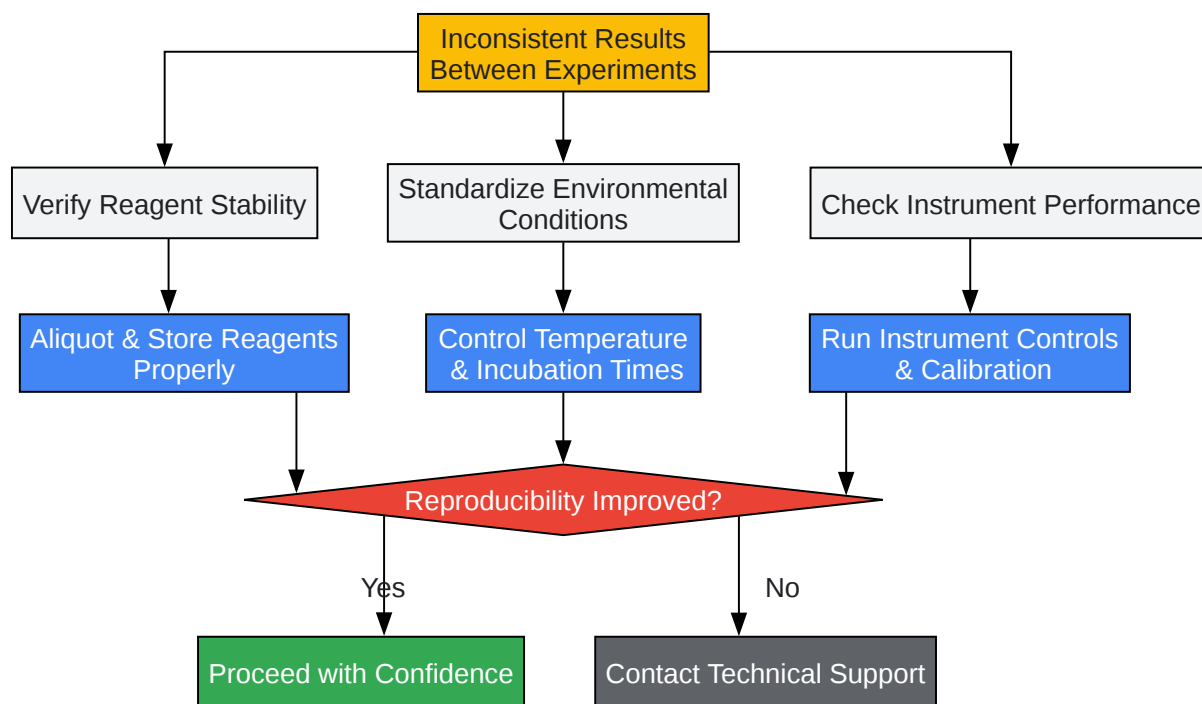 Inconsistent Results
Between Experiments
Verify Reagent Stability
Standardize Environmental
Conditions
Check Instrument Performance
Aliquot & Store Reagents
Properly
Control Temperature
& Incubation Times
Run Instrument Controls
& Calibration
Reproducibility Improved?
Yes
No
Proceed with Confidence
Contact Technical Support